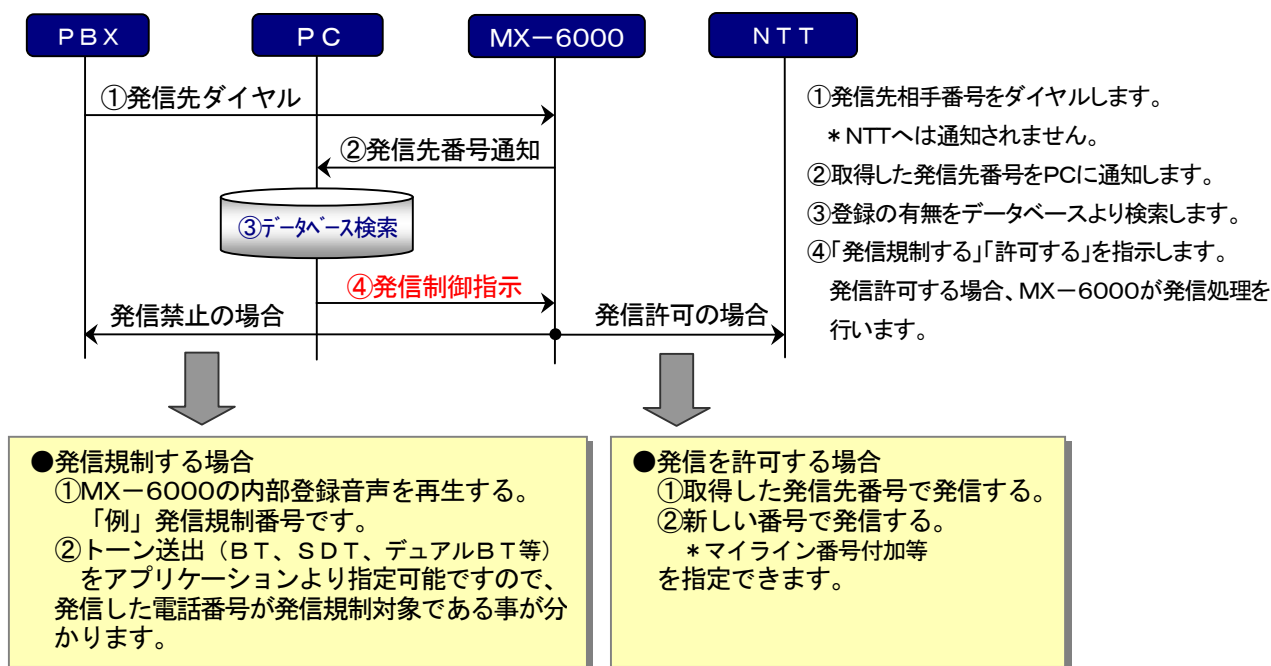 PBX
PC
MX-6000
NTT
①発信先ダイヤル
②発信先番号通知
③データベース検索
④発信制御指示
発信禁止の場合
発信許可の場合
①発信先相手番号をダイヤルします。
*NTTへは通知されません。
②取得した発信先番号をPCに通知します。
③登録の有無をデータベースより検索します。
④「発信規制する」「許可する」を指示します。
発信許可する場合、MX-6000が発信処理を
行います。
●発信規制する場合
①MX-6000の内部登録音声を再生する。
「例」発信規制番号です。
②トーン送出(BT、SDT、デュアルBT等)
をアプリケーションより指定可能ですので、
発信した電話番号が発信規制対象である事が分
かります。
●発信を許可する場合
①取得した発信先番号で発信する。
②新しい番号で発信する。
*マイライン番号付加等
を指定できます。